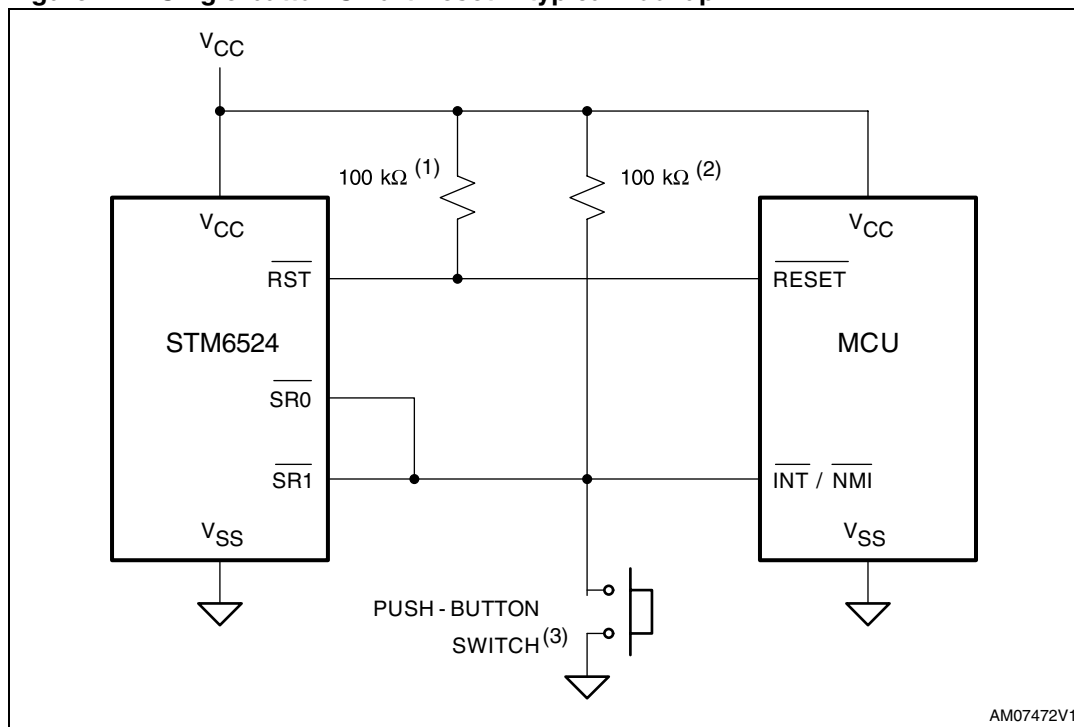 V_CC
100 kΩ (1)
100 kΩ (2)
V_CC
V_CC
RST
RESET
STM6524
MCU
SR0
SR1
INT / NMI
V_SS
V_SS
PUSH - BUTTON
SWITCH (3)
AM07472V1